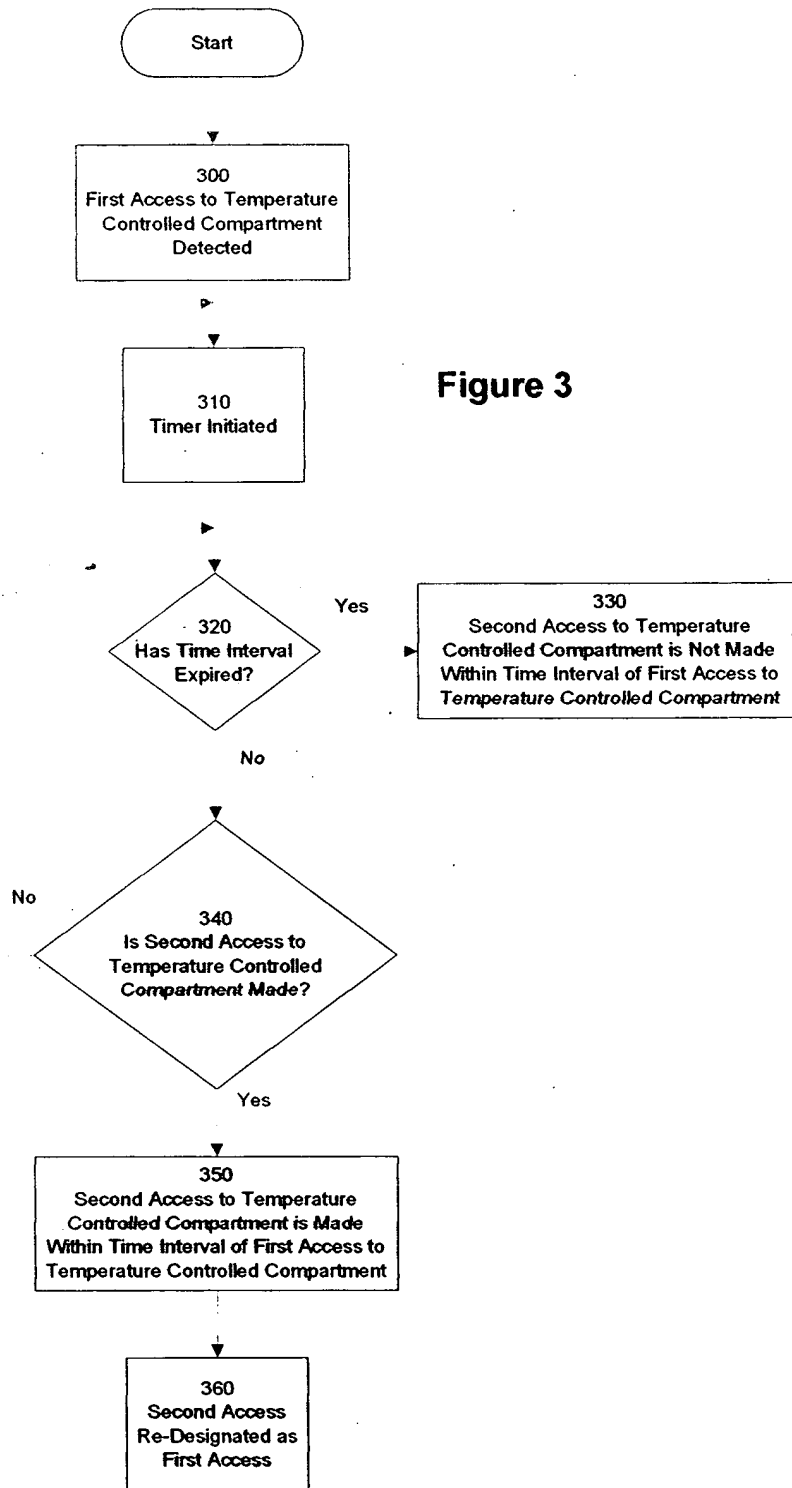 Start
300
First Access to Temperature
Controlled Compartment
Detected
310
Timer Initiated
Figure 3
320
Has Time Interval
Expired?
Yes
330
Second Access to Temperature
Controlled Compartment is Not Made
Within Time Interval of First Access to
Temperature Controlled Compartment
No
No
340
Is Second Access to
Temperature Controlled
Compartment Made?
Yes
350
Second Access to Temperature
Controlled Compartment is Made
Within Time Interval of First Access to
Temperature Controlled Compartment
360
Second Access
Re-Designated as
First Access